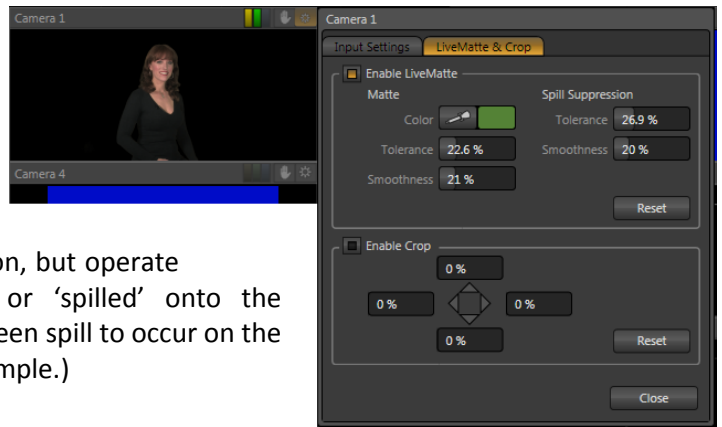 Camera 1
Camera 4
on, but operate
or ‘spilled’ onto the
een spill to occur on the
mple.)
Camera 1
Input Settings LiveMatte & Crop
Enable LiveMatte
Matte Spill Suppression
Color Tolerance 26.9 %
Tolerance 22.6 % Smoothness 20 %
Smoothness 21 %
Reset
Enable Crop
0 %
0 % 0 %
0 % Reset
Close